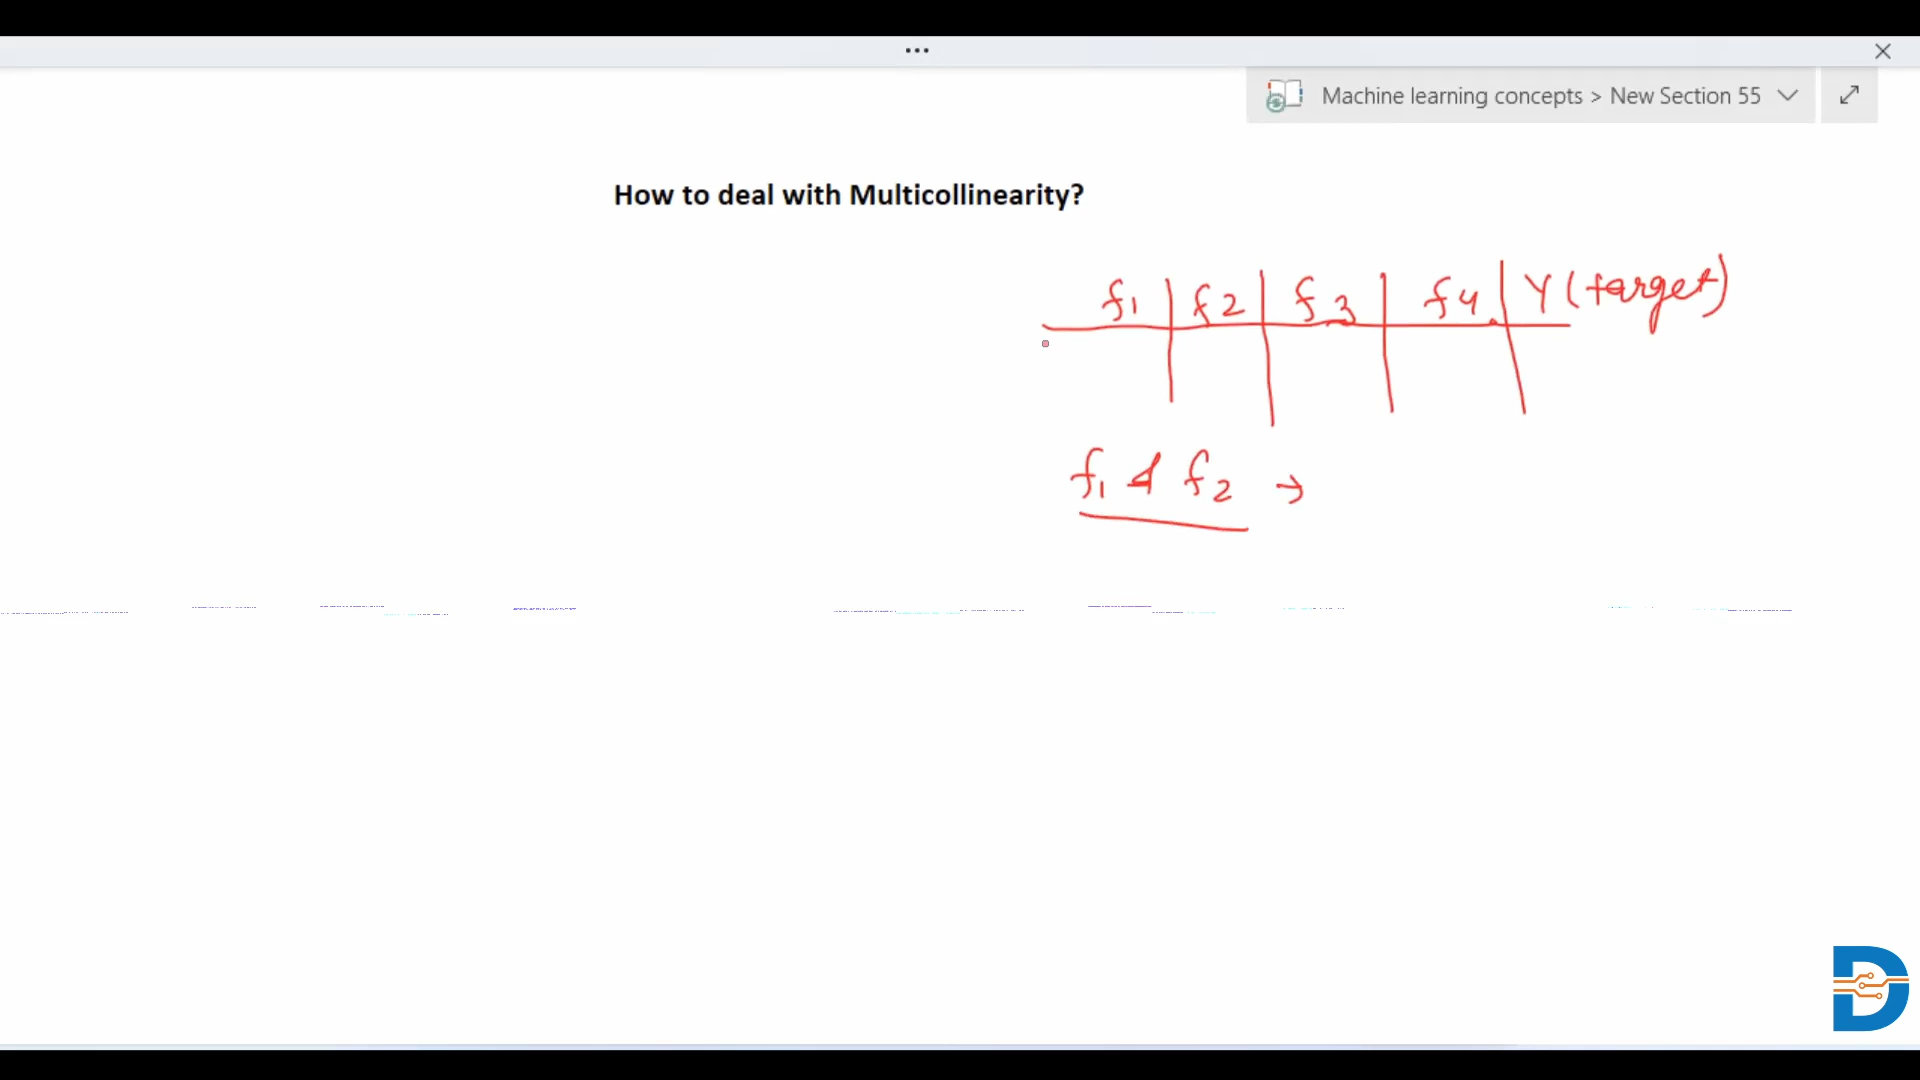 Machine learning concepts > New Section 55
How to deal with Multicollinearity?
f1 f2 f3 f4 Y (target)
f1 & f2 →